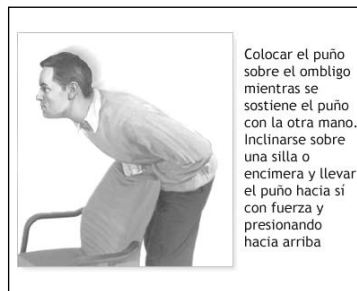 Colocar el puño
sobre el ombligo
mientras se
sostiene el puño
con la otra mano.
Inclinarse sobre
una silla o
encimera y llevar
el puño hacia sí
con fuerza y
presionando
hacia arriba